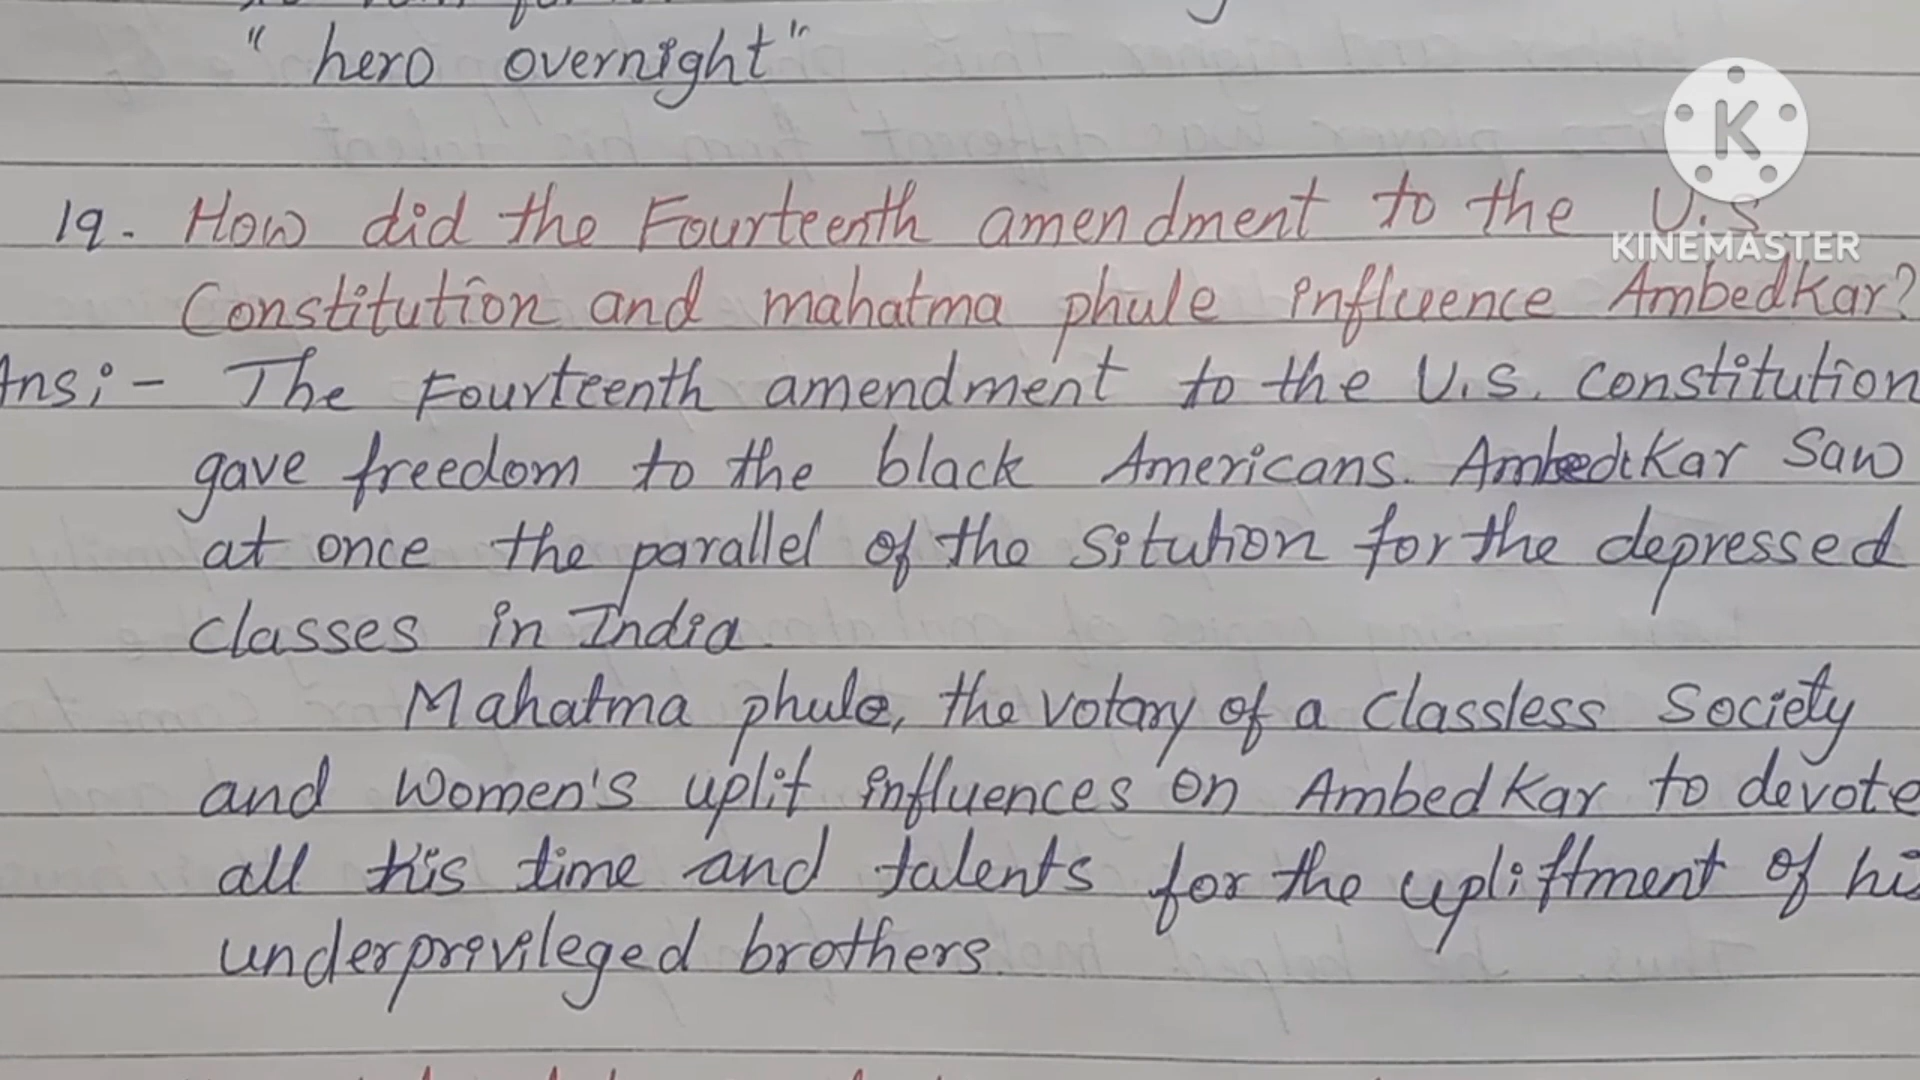 " hero overnight"
K
KINEMASTER
19. How did the Fourteenth amendment to the U.S
Constitution and mahatma phule influence Ambedkar?
Ans:- The Fourteenth amendment to the U.S. constitution
gave freedom to the black Americans. Ambedkar saw
at once the parallel of the sitution for the depressed
classes in India
Mahatma phule, the votary of a classless society
and women's uplit influences on Ambedkar to devote
all his time and talents for the upliftment of his
underprivileged brothers.